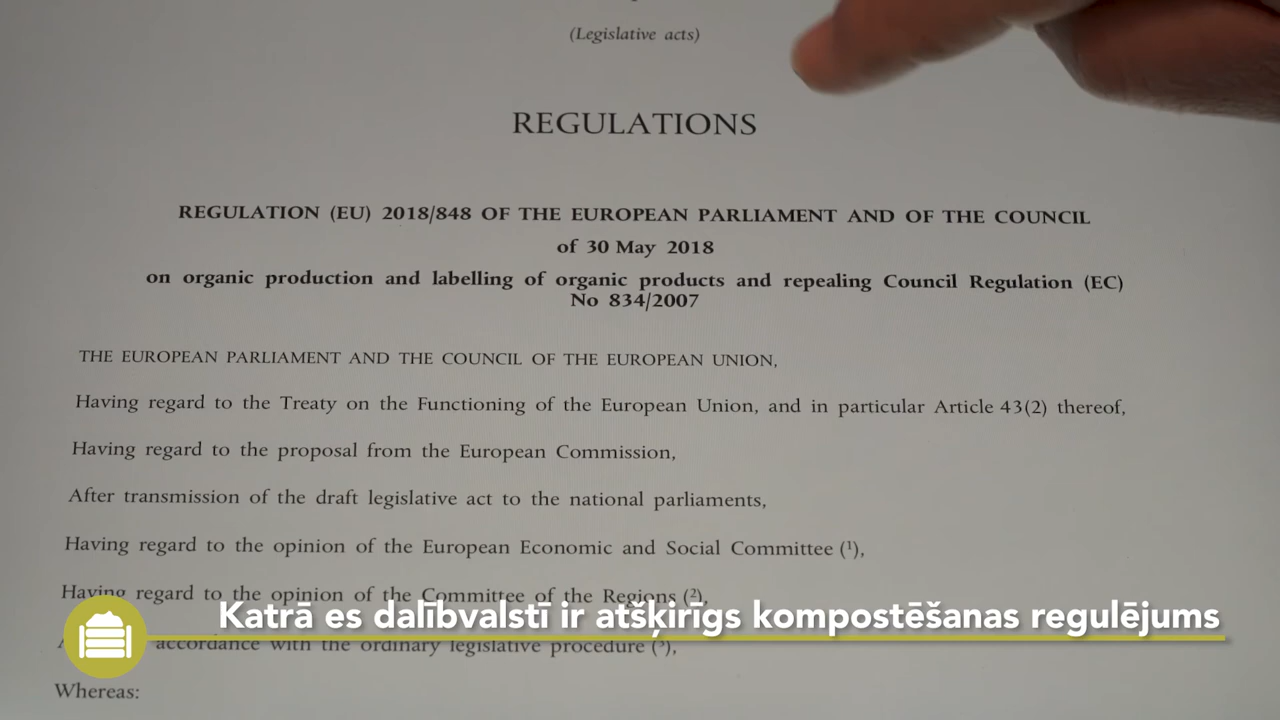 (Legislative acts)
REGULATIONS
REGULATION (EU) 2018/848 OF THE EUROPEAN PARLIAMENT AND OF THE COUNCIL
of 30 May 2018
on organic production and labelling of organic products and repealing Council Regulation (EC)
No 834/2007
THE EUROPEAN PARLIAMENT AND THE COUNCIL OF THE EUROPEAN UNION,
Having regard to the Treaty on the Functioning of the European Union, and in particular Article 43(2) thereof,
Having regard to the proposal from the European Commission,
After transmission of the draft legislative act to the national parliaments,
Having regard to the opinion of the European Economic and Social Committee (¹),
Having regard to the opinion of the Committee of the Regions (²),
Katrā es dalībvalstī ir atšķirīgs kompostēšanas regulējums
accordance with the ordinary legislative procedure (³),
Whereas: